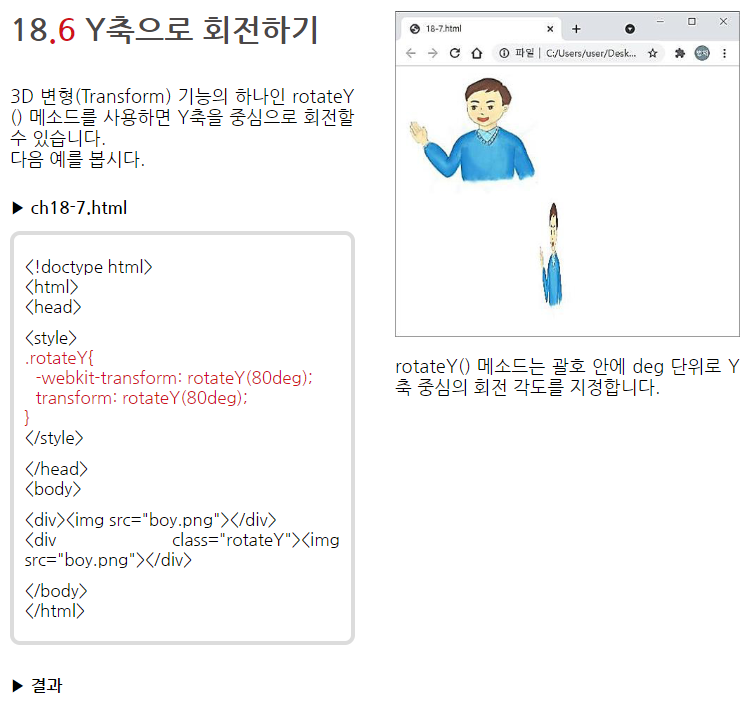 18.6 Y축으로 회전하기
3D 변형(Transform) 기능의 하나인 rotateY
() 메소드를 사용하면 Y축을 중심으로 회전할
수 있습니다.
다음 예를 봅시다.
▶ ch18-7.html
<!doctype html>
<html>
<head>
<style>
.rotateY{
-webkit-transform: rotateY(80deg);
transform: rotateY(80deg);
}
</style>
</head>
<body>
<div><img src="boy.png"></div>
<div class="rotateY"><img
src="boy.png"></div>
</body>
</html>
▶ 결과
18-7.html
파일 | C:/Users/user/Desk...
rotateY() 메소드는 괄호 안에 deg 단위로 Y
축 중심의 회전 각도를 지정합니다.